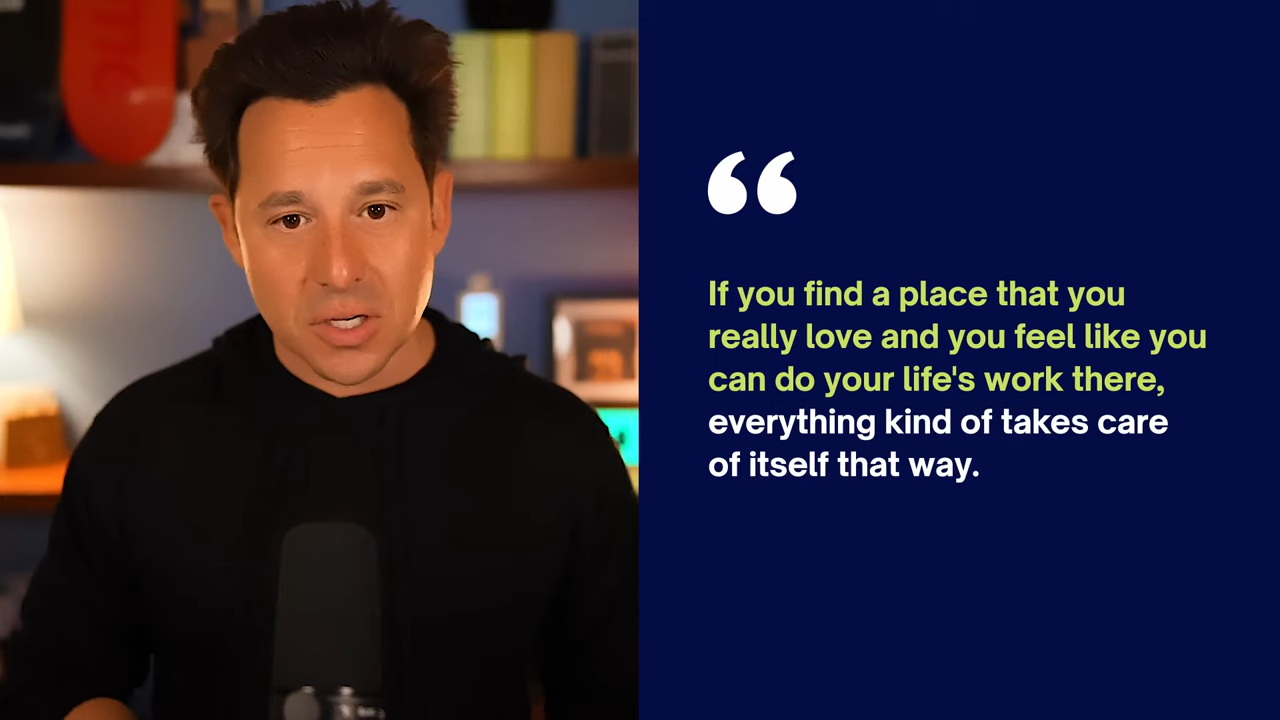 “
If you find a place that you
really love and you feel like you
can do your life's work there,
everything kind of takes care
of itself that way.